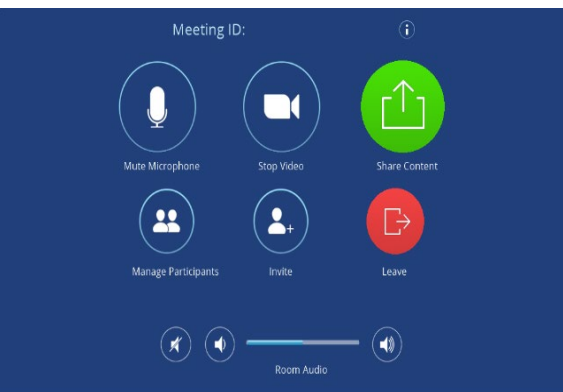 Meeting ID:
Mute Microphone
Stop Video
Share Content
Manage Participants
Invite
Leave
Room Audio